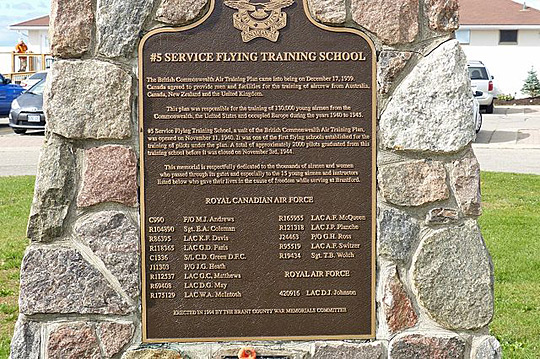 #5 SERVICE FLYING TRAINING SCHOOL
The British Commonwealth Air Training Plan came into being on December 17, 1939.
Canada agreed to provide men and facilities for the training of aircrew from Australia,
Canada, New Zealand and the United Kingdom.
This plan was responsible for the training of 130,000 young airmen from the
Commonwealth, the United States and occupied Europe during the years 1940 to 1945.
#5 Service Flying Training School, a unit of the British Commonwealth Air Training Plan,
was opened on November 11, 1940. It was one of the first flying schools established for the
training of pilots under the plan. A total of approximately 2000 pilots graduated from this
training school before it was closed on November 3rd, 1944.
This memorial is respectfully dedicated to the thousands of airmen and women
who passed through its gates and especially to the 15 young airmen and instructors
listed below who gave their lives in the cause of freedom while serving at Brantford.
ROYAL CANADIAN AIR FORCE
C990 F/O M.J. Andrews
R104890 Sgt. E.A. Coleman
R86395 LAC K.F. Davis
R118365 LAC G.D. Faris
C1336 S/L C.D. Green D.F.C.
J11303 P/O J.G. Heath
R112537 LAC G.C. Matthews
R69408 LAC D.G. May
R175129 LAC W.A. McIntosh
R165955 LAC A.F. McQueen
R121318 LAC J.P. Planche
J24463 F/O G.H. Ross
R95519 LAC A.F. Switzer
R19434 Sgt. T.B. Wolch
ROYAL AIR FORCE
420916 LAC D.J. Johnson
ERECTED IN 1994 BY THE BRANT COUNTY WAR MEMORIALS COMMITTEE